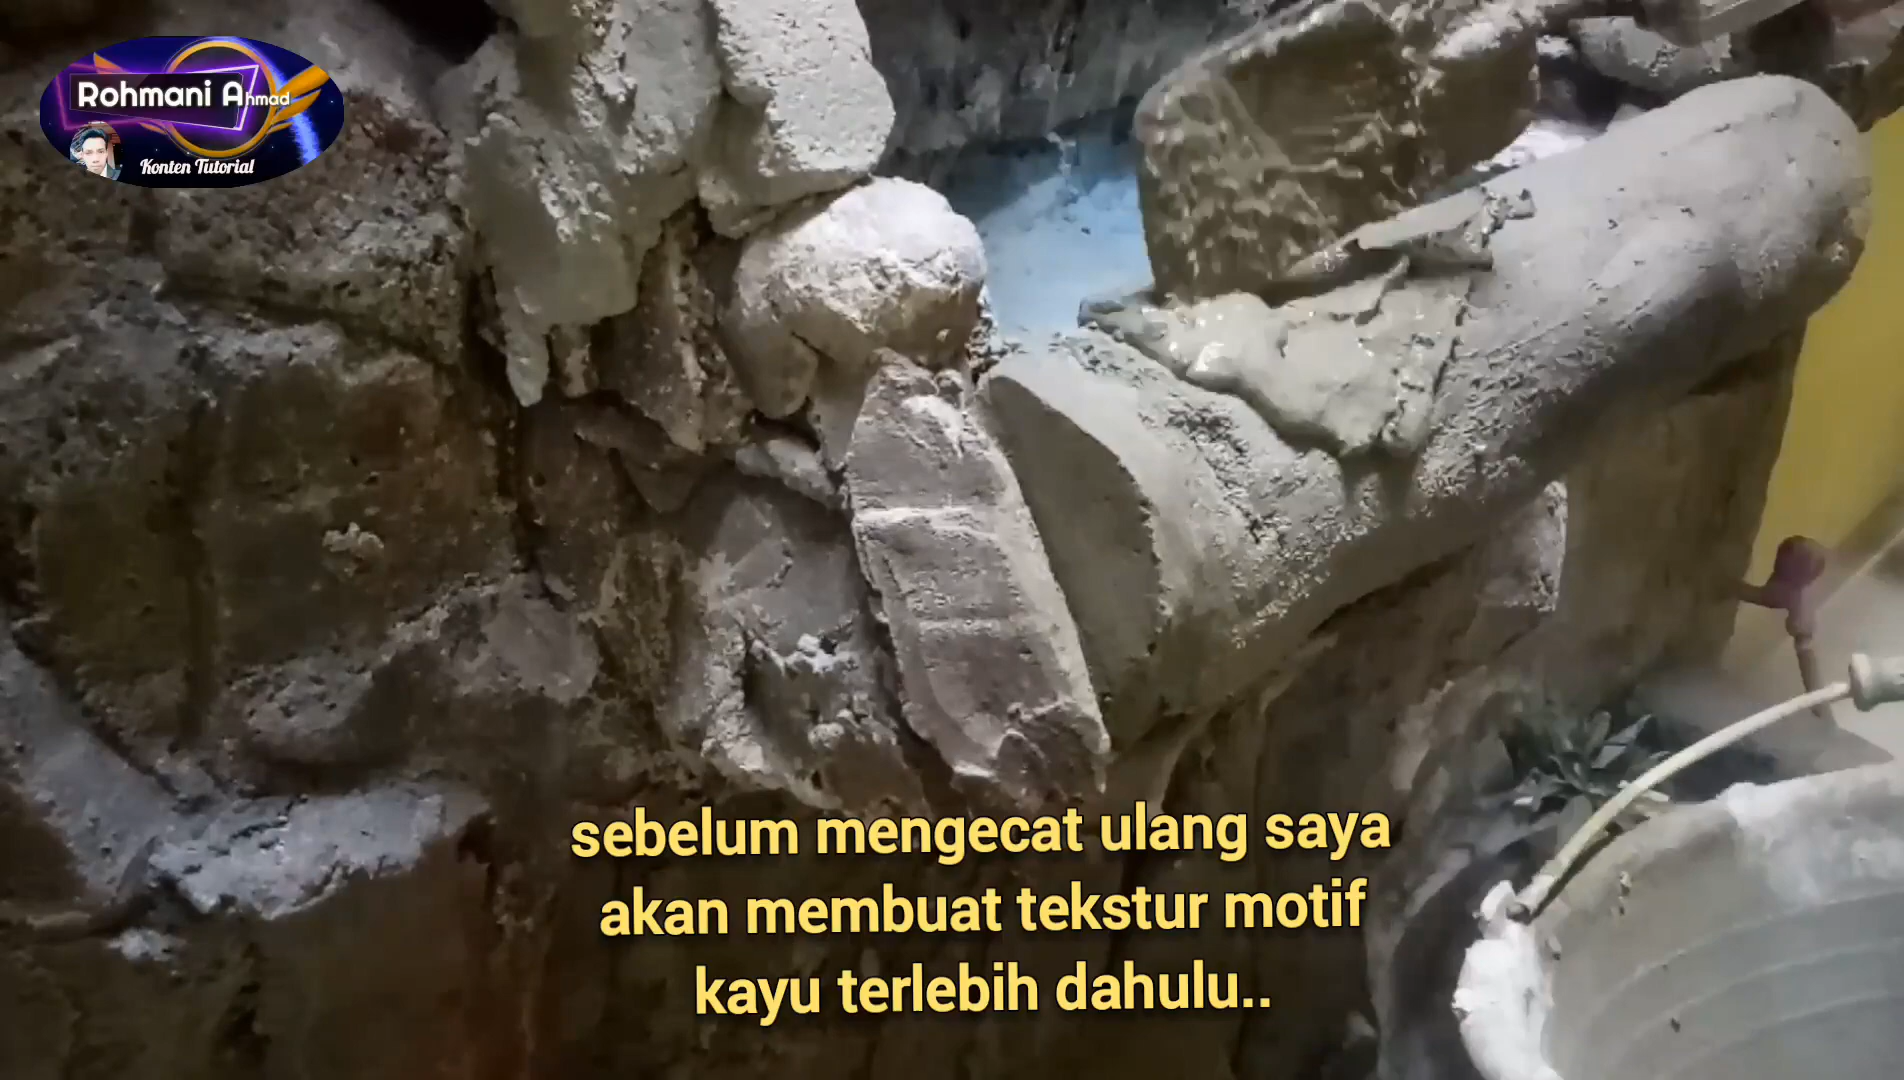 Rohmani Ahmad
Konten Tutorial
sebelum mengecat ulang saya
akan membuat tekstur motif
kayu terlebih dahulu..